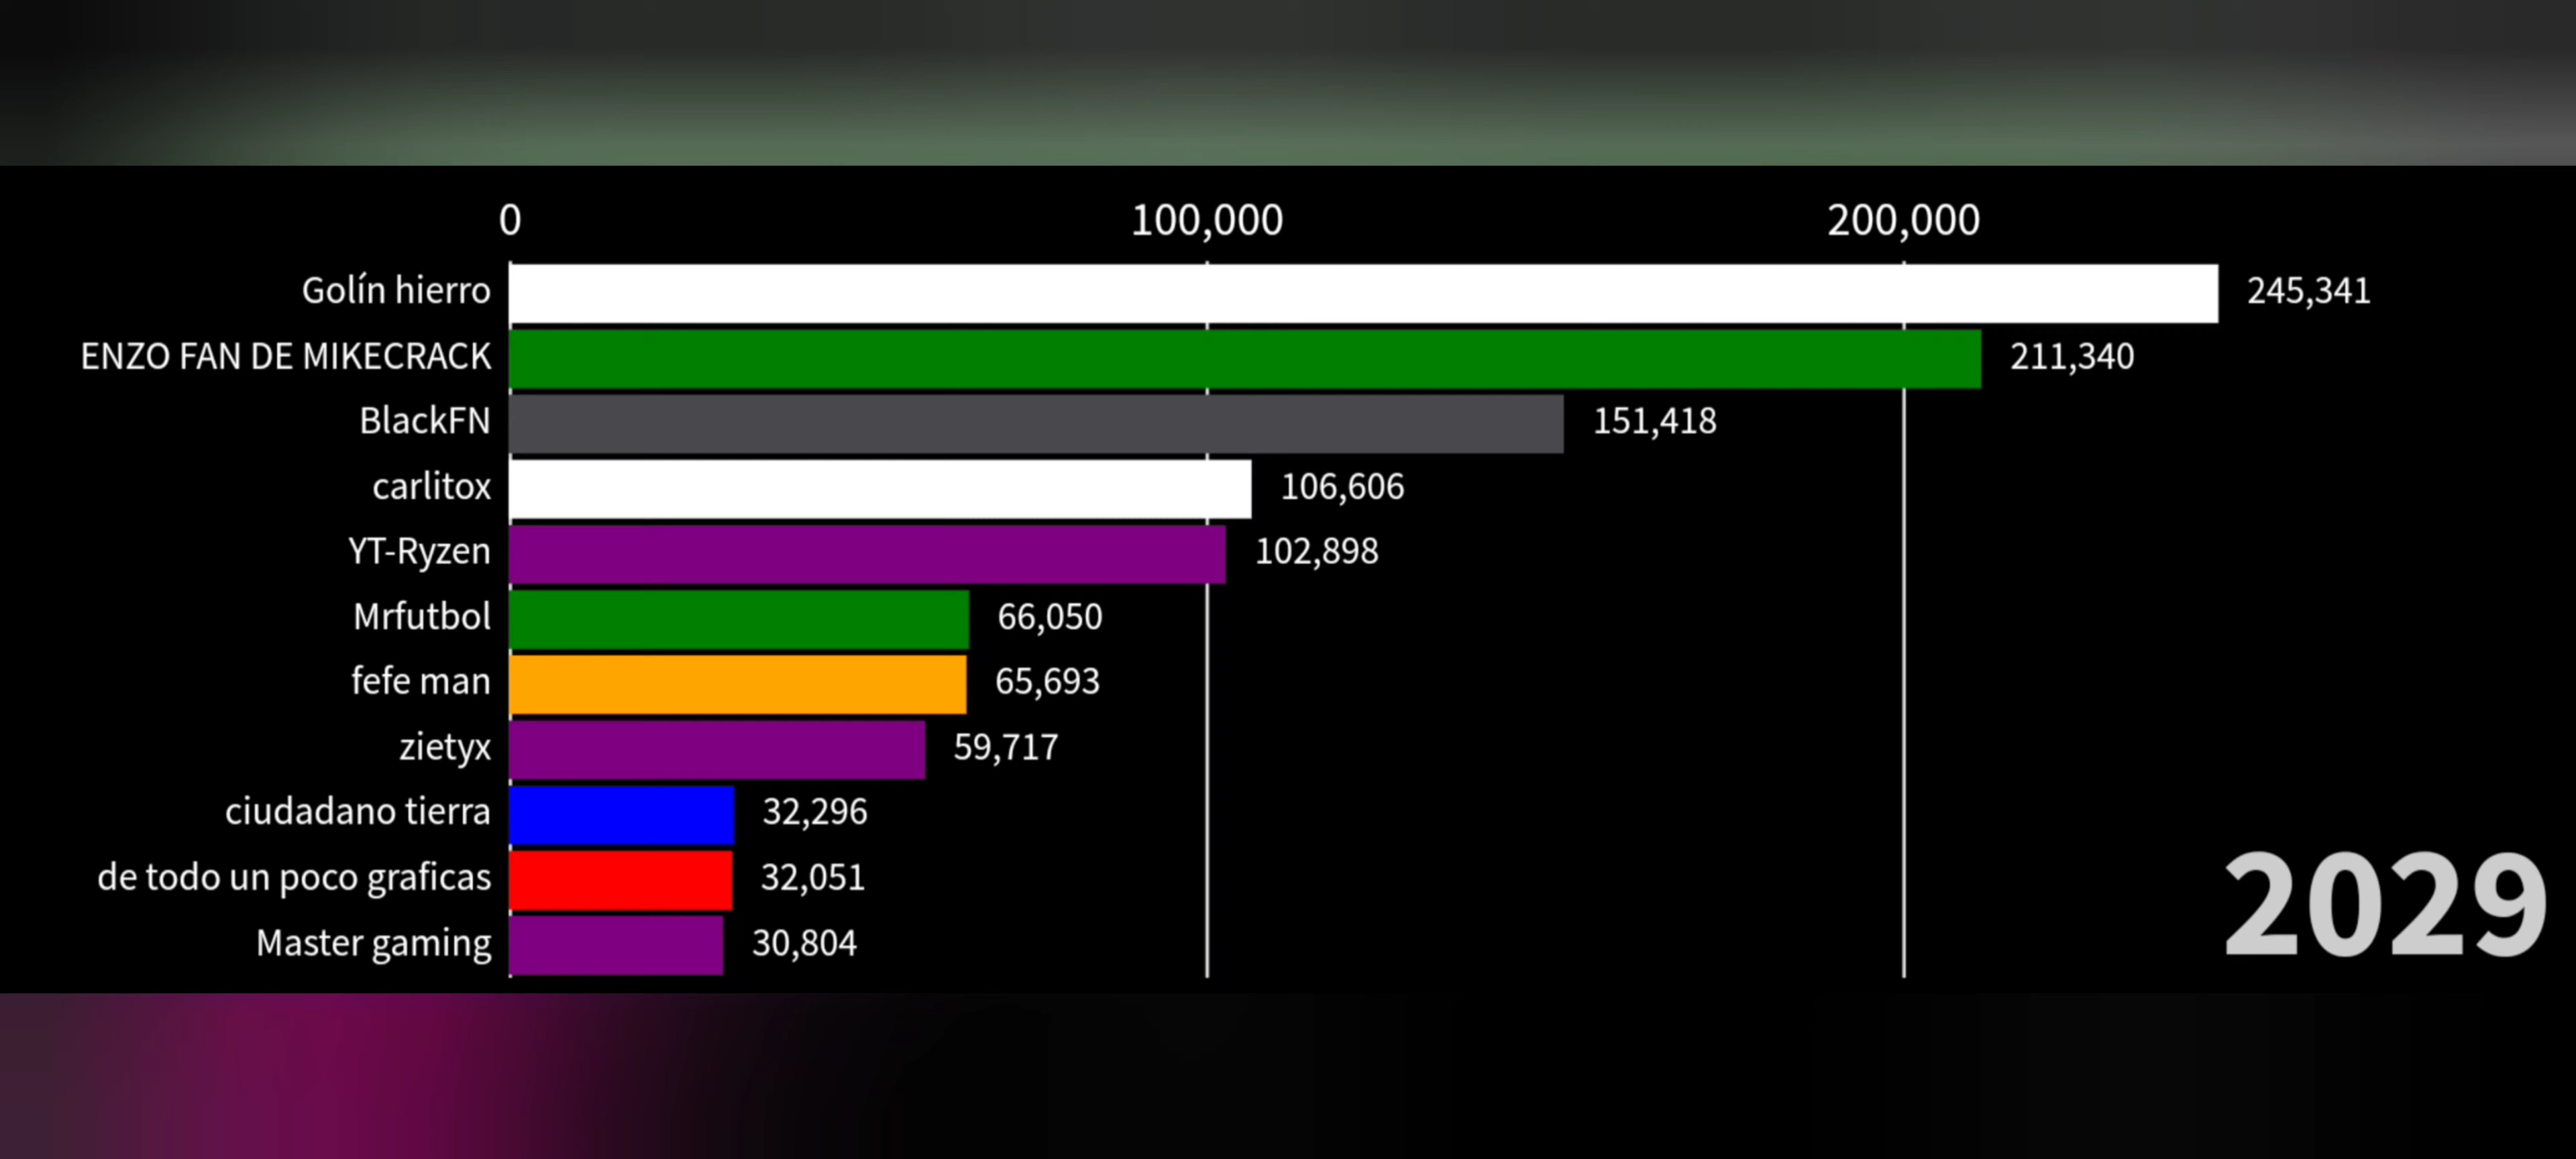 0 100,000 200,000
Golín hierro 245,341
ENZO FAN DE MIKECRACK 211,340
BlackFN 151,418
carlitox 106,606
YT-Ryzen 102,898
Mrfutbol 66,050
fefe man 65,693
zietyx 59,717
ciudadano tierra 32,296
de todo un poco graficas 32,051
Master gaming 30,804
2029